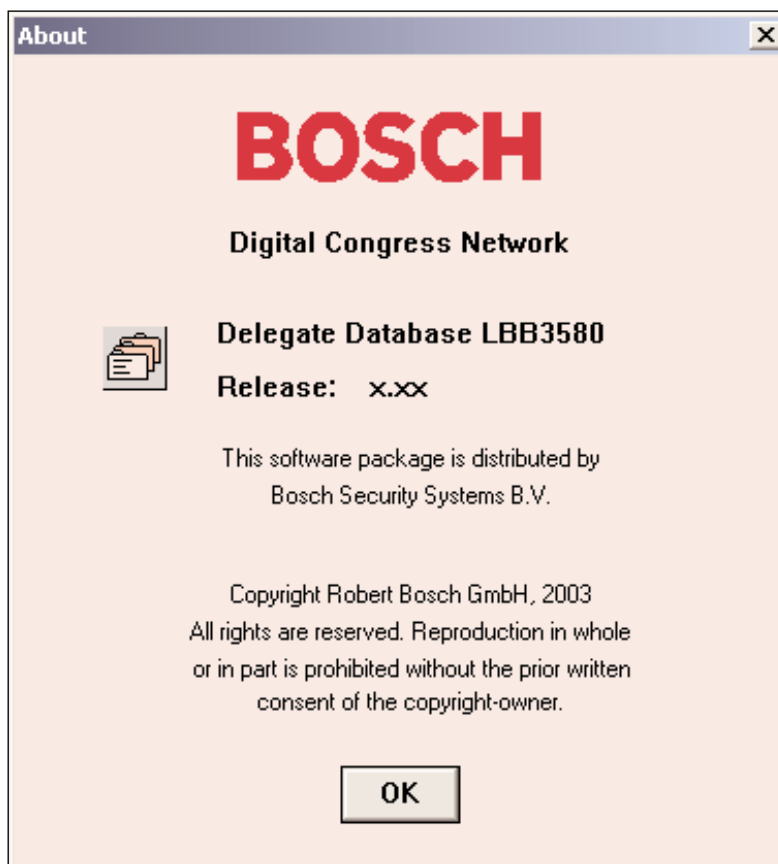 About
BOSCH
Digital Congress Network
Delegate Database LBB3580
Release: x.xx
This software package is distributed by
Bosch Security Systems B.V.
Copyright Robert Bosch GmbH, 2003
All rights are reserved. Reproduction in whole
or in part is prohibited without the prior written
consent of the copyright-owner.
OK